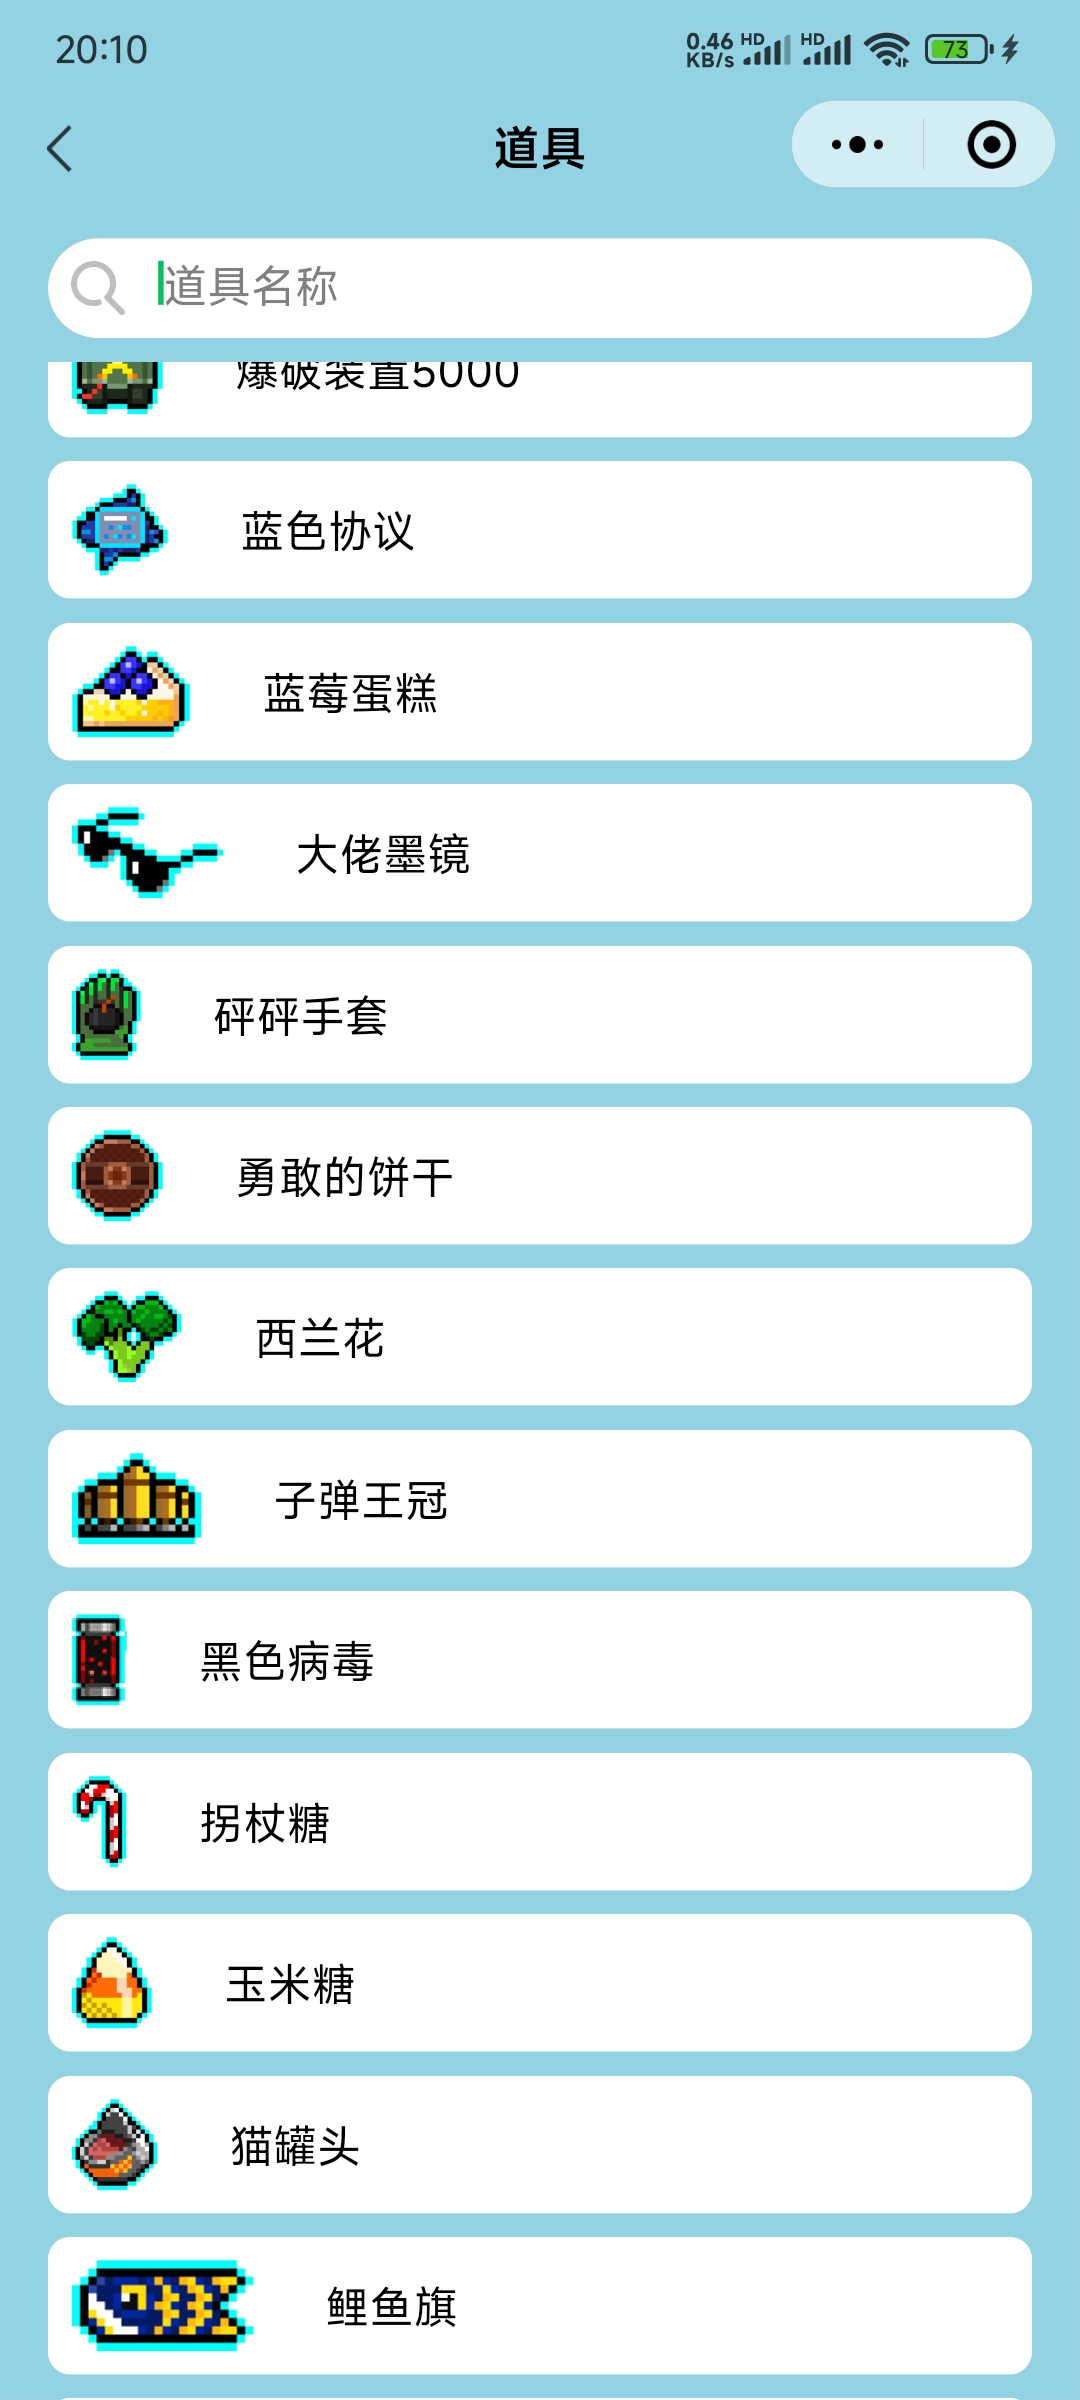 20:10
0.46 KB/s HD HD 73
道具
道具名称
爆破装置5000
蓝色协议
蓝莓蛋糕
大佬墨镜
砰砰手套
勇敢的饼干
西兰花
子弹王冠
黑色病毒
拐杖糖
玉米糖
猫罐头
鲤鱼旗